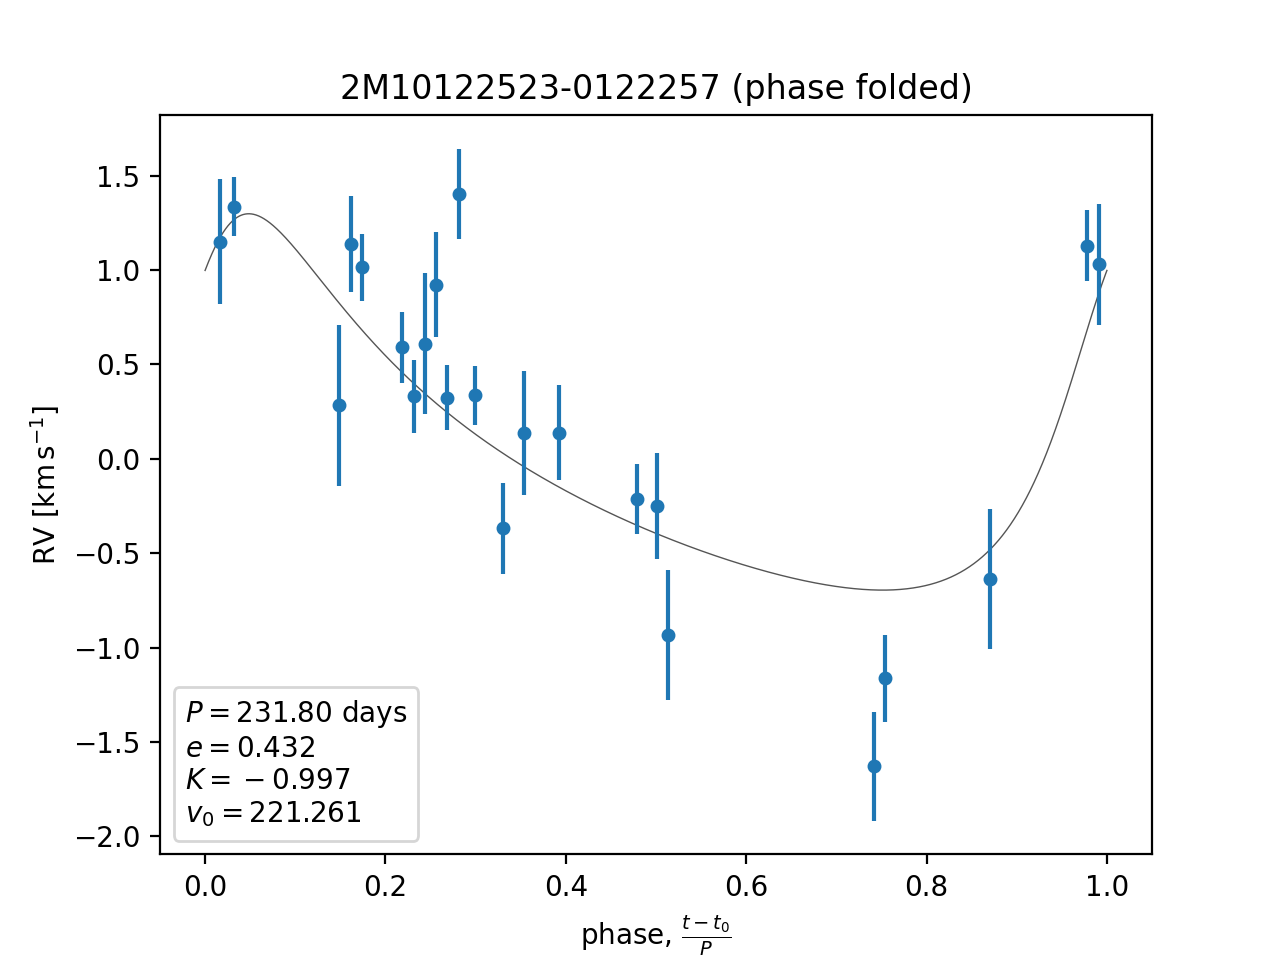 2M10122523-0122257 (phase folded)
RV [km s⁻¹]
1.5
1.0
0.5
0.0
−0.5
−1.0
−1.5
−2.0
P = 231.80 days
e = 0.432
K = −0.997
v₀ = 221.261
0.0 0.2 0.4 0.6 0.8 1.0
phase, (t − t₀)/P